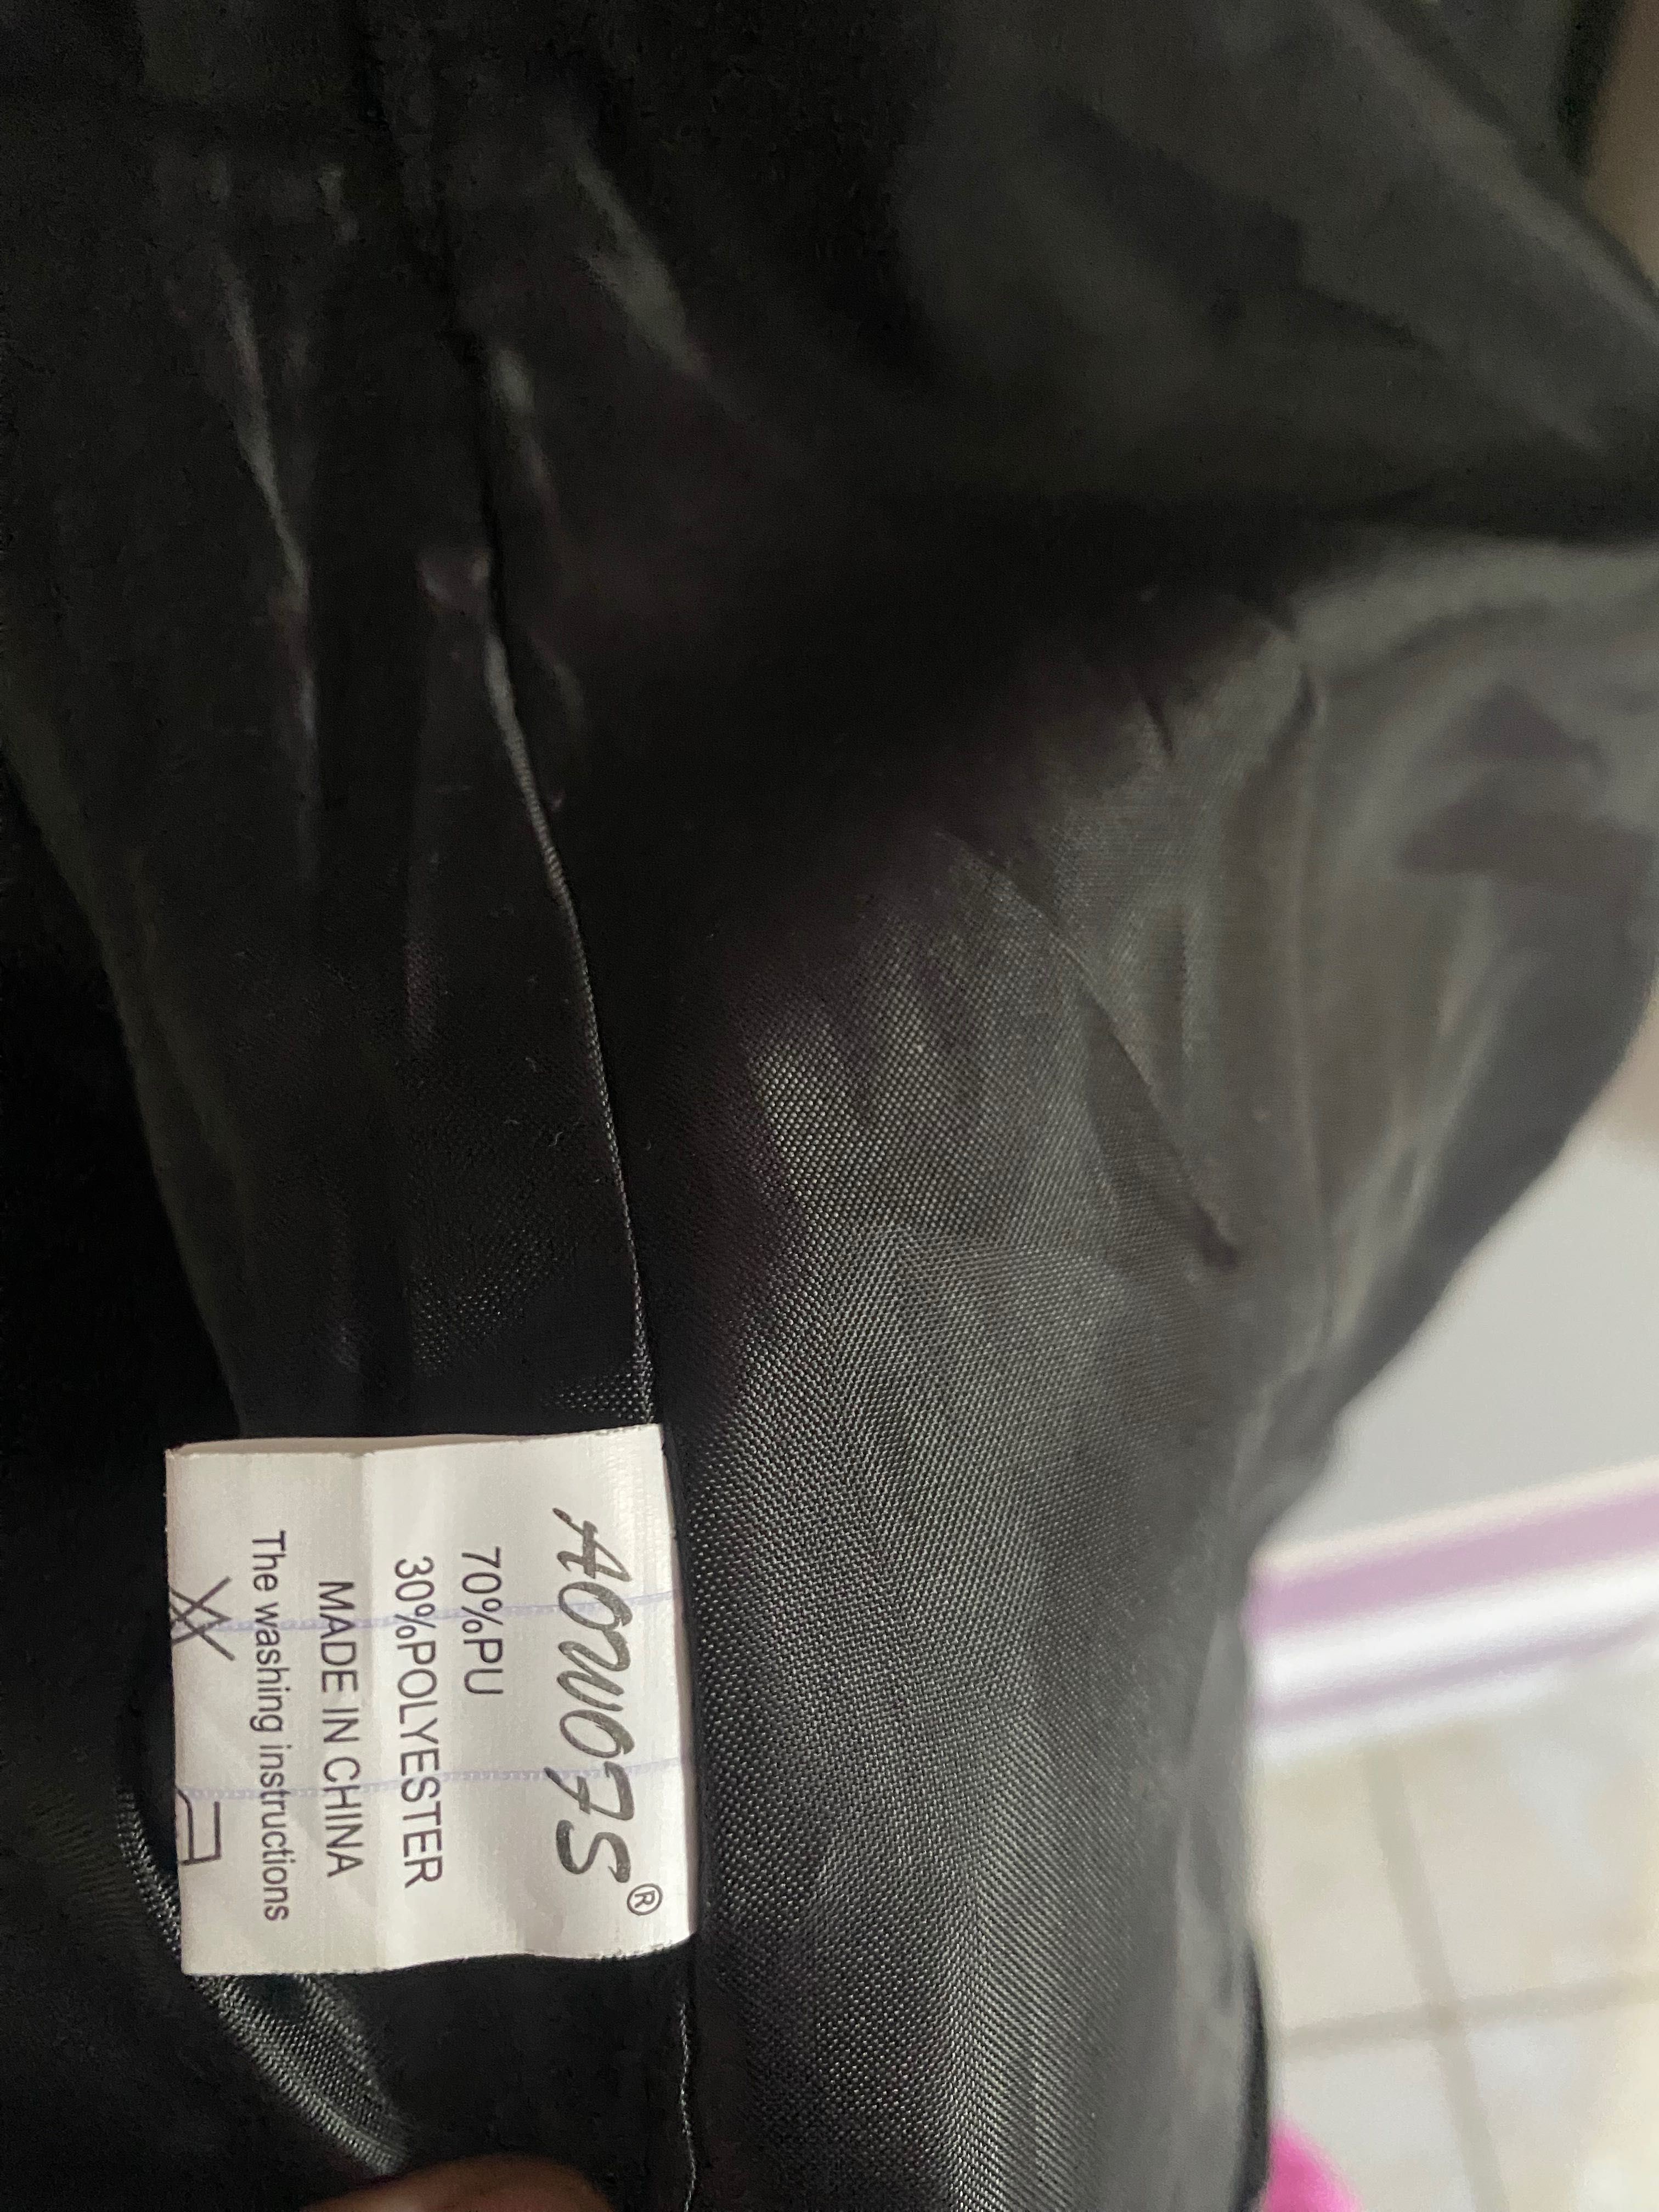 AOWOFS®
70%PU
30%POLYESTER
MADE IN CHINA
The washing instructions